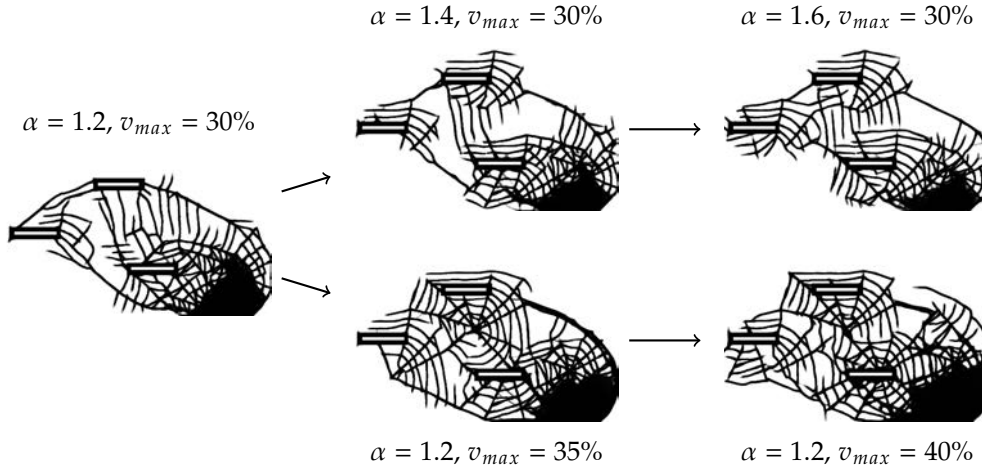 α = 1.4, v_max = 30%
α = 1.6, v_max = 30%
α = 1.2, v_max = 30%
α = 1.2, v_max = 35%
α = 1.2, v_max = 40%